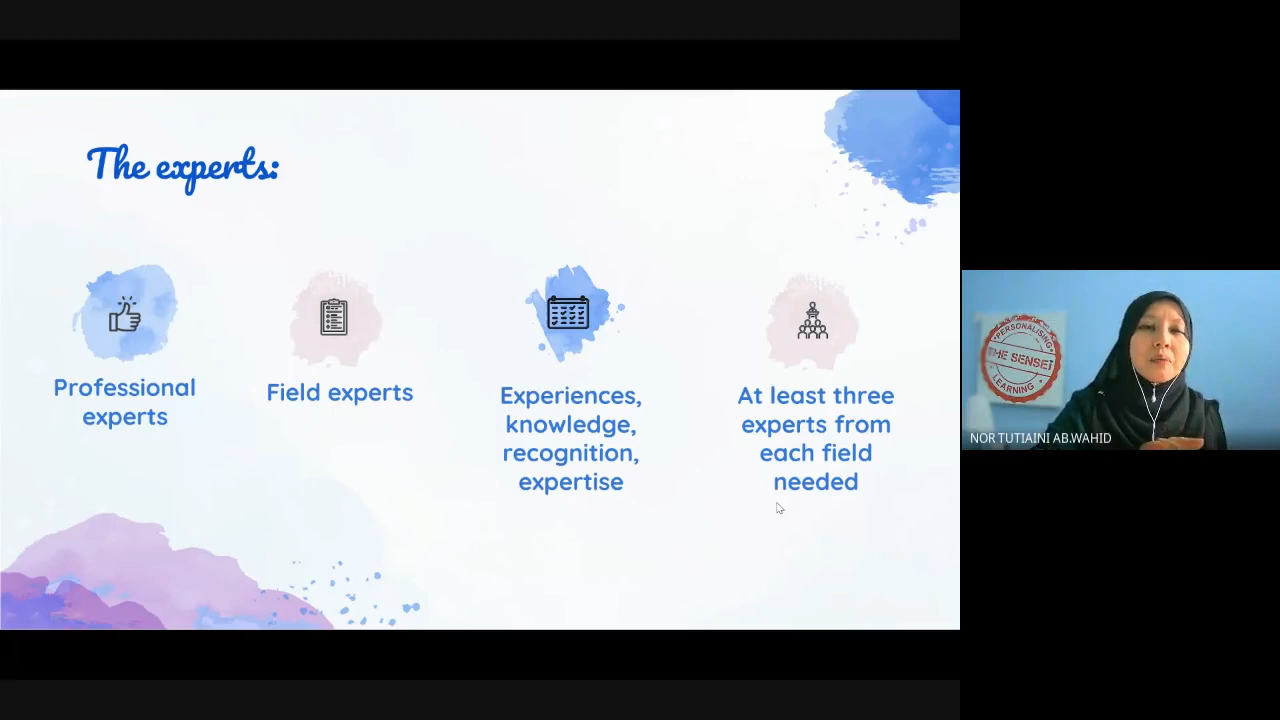 The experts:
Professional
experts
Field experts
Experiences,
knowledge,
recognition,
expertise
At least three
experts from
each field
needed
PERSONALISING
THE SENSEI
LEARNING
NOR TUTIAINI AB.WAHID